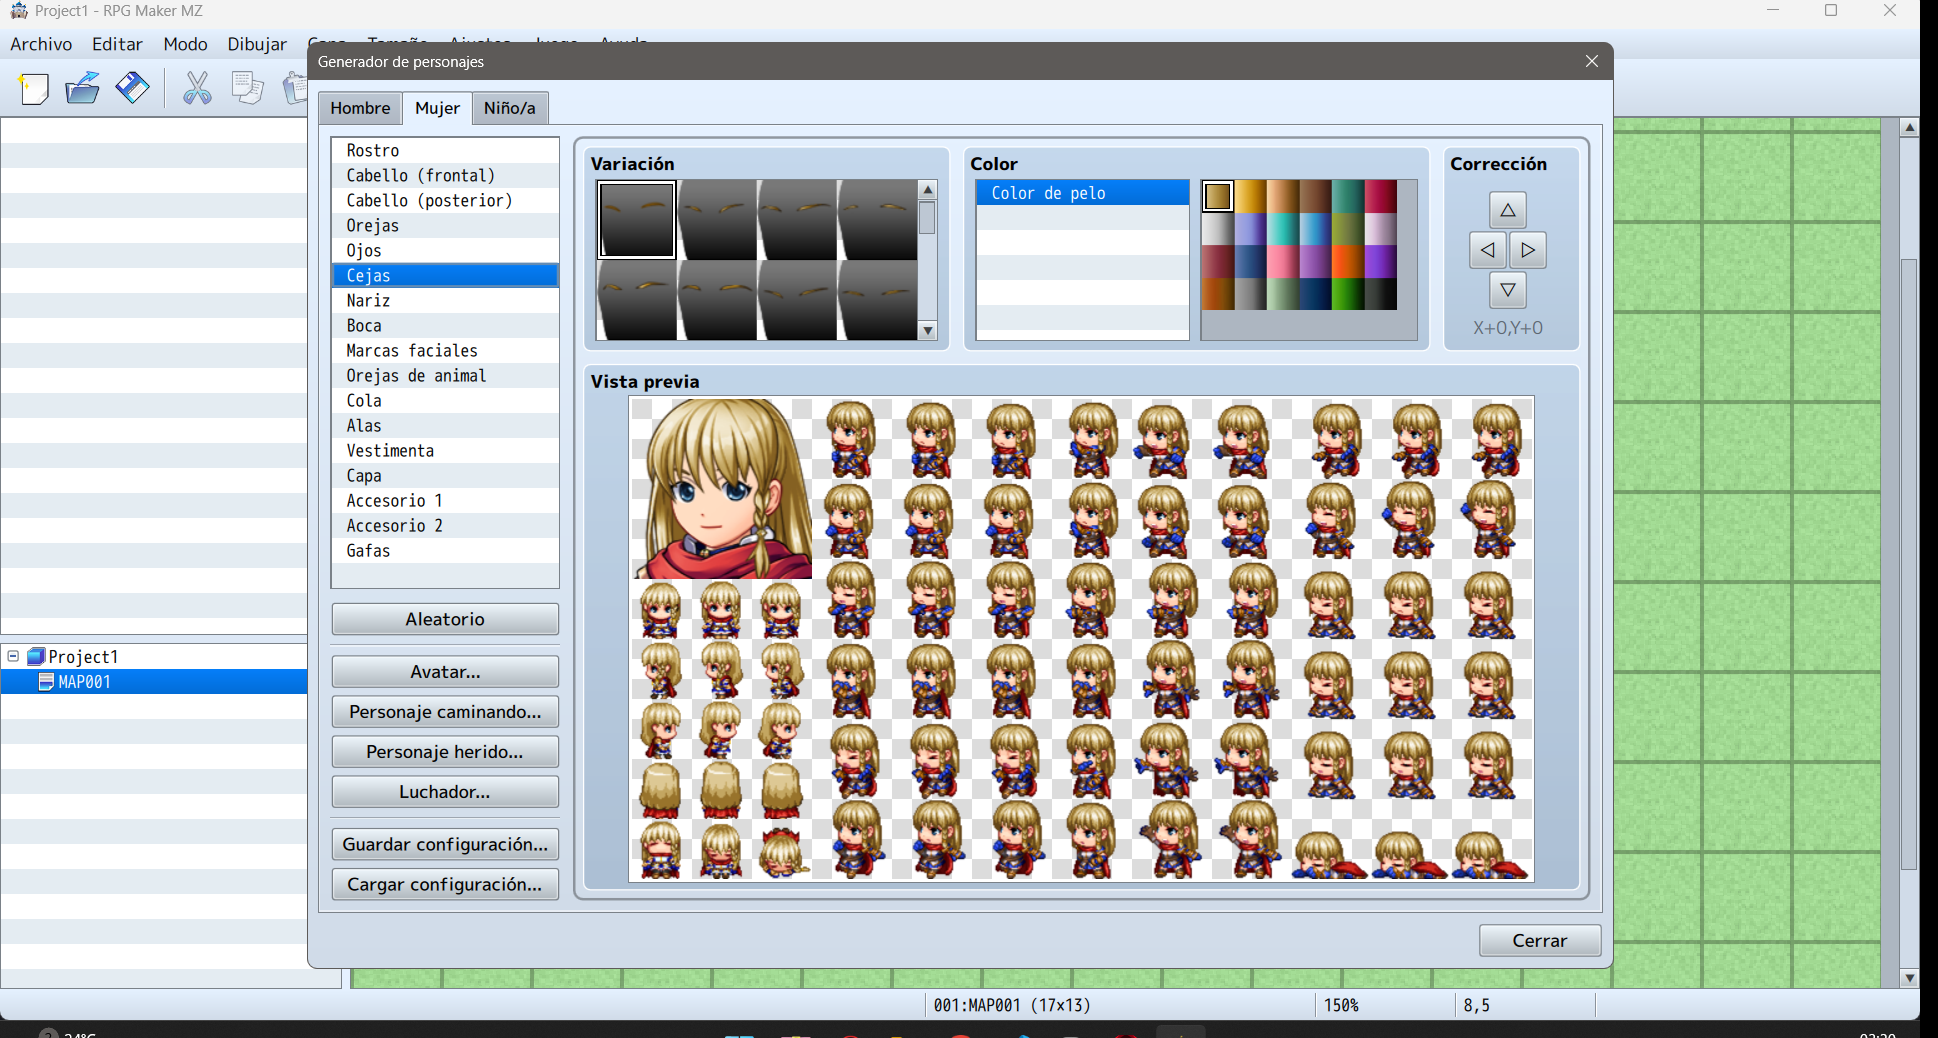 Project1 - RPG Maker MZ
Archivo Editar Modo Dibujar
Generador de personajes
Hombre Mujer Niño/a
Rostro
Cabello (frontal)
Cabello (posterior)
Orejas
Ojos
Cejas
Nariz
Boca
Marcas faciales
Orejas de animal
Cola
Alas
Vestimenta
Capa
Accesorio 1
Accesorio 2
Gafas
Aleatorio
Avatar...
Personaje caminando...
Personaje herido...
Luchador...
Guardar configuración...
Cargar configuración...
Variación
Color
Color de pelo
Corrección
X+0,Y+0
Vista previa
Cerrar
Project1
MAP001
001:MAP001 (17×13) 150% 8,5